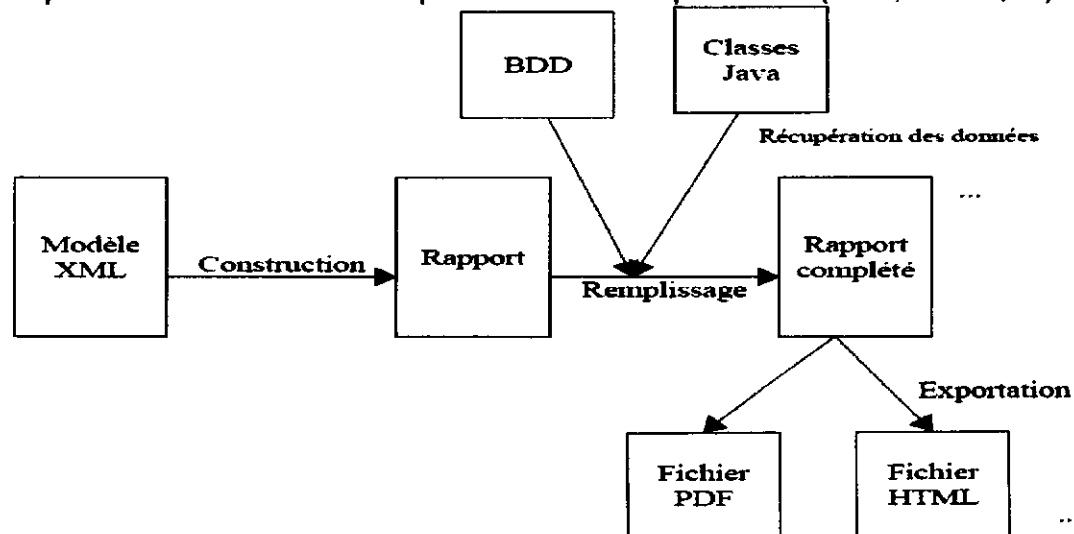 BDD
Classes
Java
Récupération des données
...
Modèle
XML
Construction
Rapport
Remplissage
Rapport
complété
Exportation
Fichier
PDF
Fichier
HTML
..